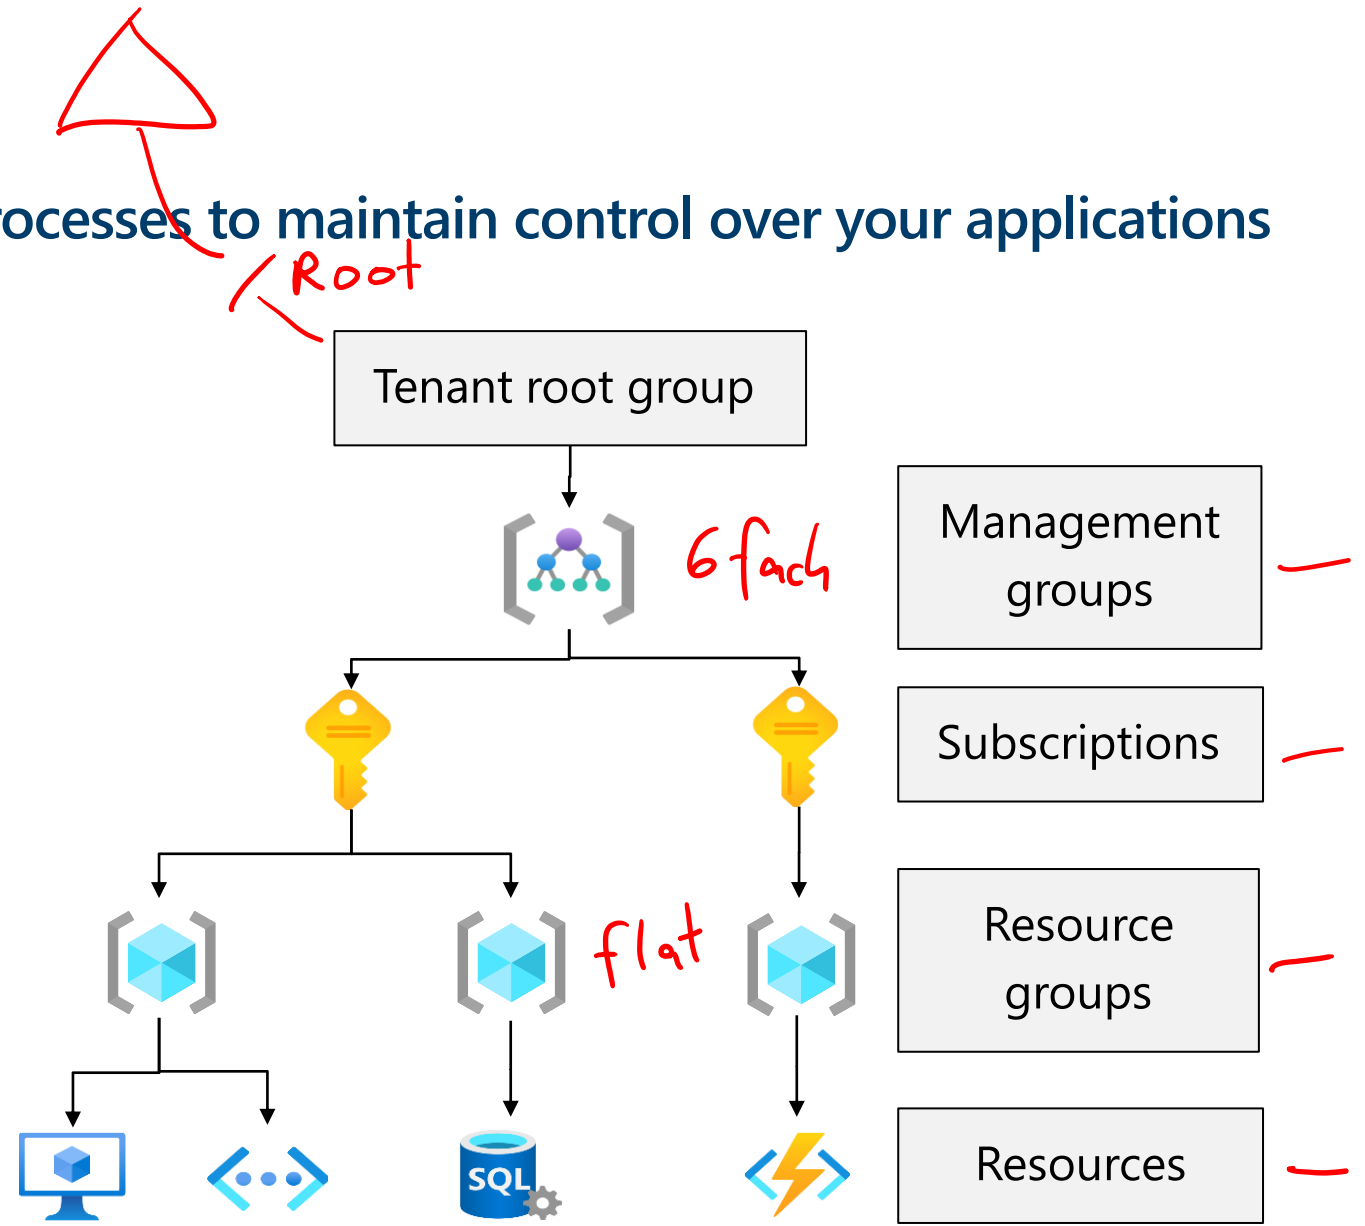 rocesses to maintain control over your applications
/ Root
Tenant root group
Management
groups
6fach
Subscriptions
Resource
groups
flat
Resources
SQL